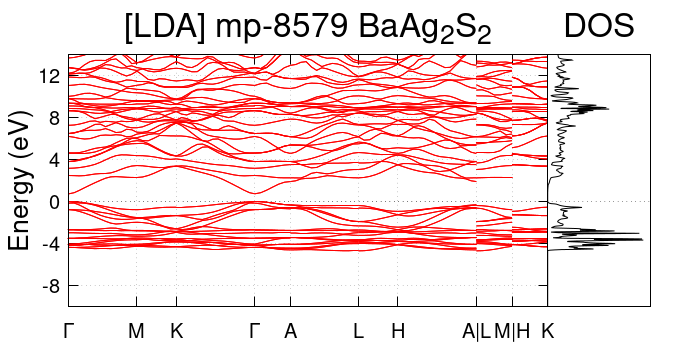 [LDA] mp-8579 BaAg₂S₂ DOS
Energy (eV)
12
8
4
0
-4
-8
Γ M K Γ A L H A|L M|H K